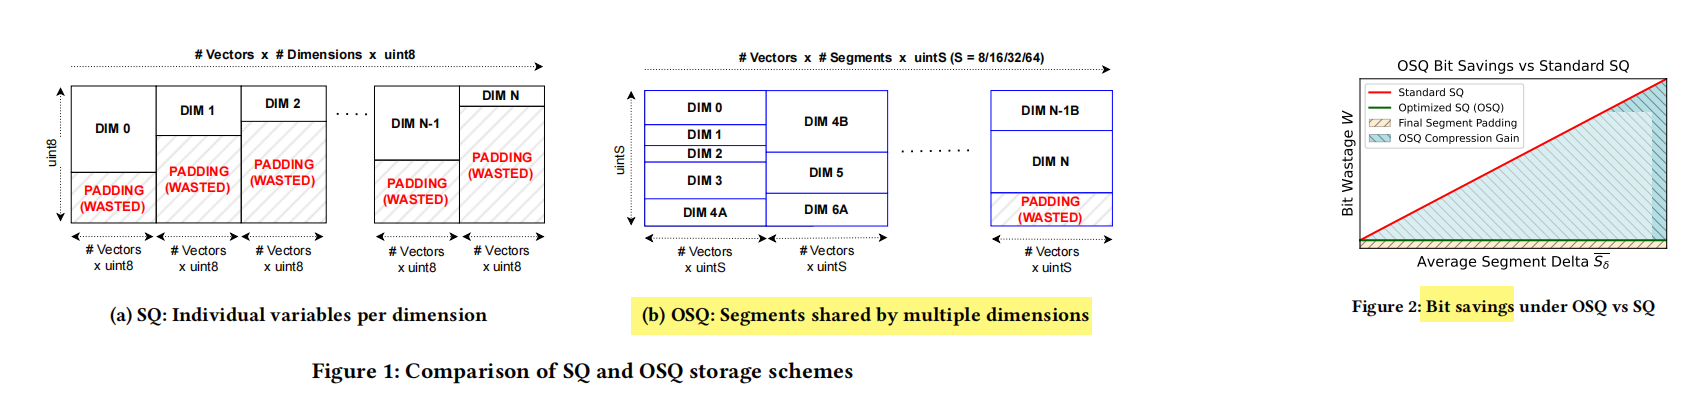 # Vectors x # Dimensions x uint8
uint8
DIM 0
PADDING
(WASTED)
DIM 1
PADDING
(WASTED)
DIM 2
PADDING
(WASTED)
. . . .
DIM N-1
PADDING
(WASTED)
DIM N
PADDING
(WASTED)
# Vectors
x uint8
# Vectors
x uint8
# Vectors
x uint8
# Vectors
x uint8
# Vectors
x uint8
(a) SQ: Individual variables per dimension
# Vectors x # Segments x uintS (S = 8/16/32/64)
uintS
DIM 0
DIM 1
DIM 2
DIM 3
DIM 4A
DIM 4B
DIM 5
DIM 6A
. . . . . . . .
DIM N-1B
DIM N
PADDING
(WASTED)
# Vectors
x uintS
# Vectors
x uintS
# Vectors
x uintS
(b) OSQ: Segments shared by multiple dimensions
Figure 1: Comparison of SQ and OSQ storage schemes
OSQ Bit Savings vs Standard SQ
Standard SQ
Optimized SQ (OSQ)
Final Segment Padding
OSQ Compression Gain
Bit Wastage W
Average Segment Delta S̅δ
Figure 2: Bit savings under OSQ vs SQ